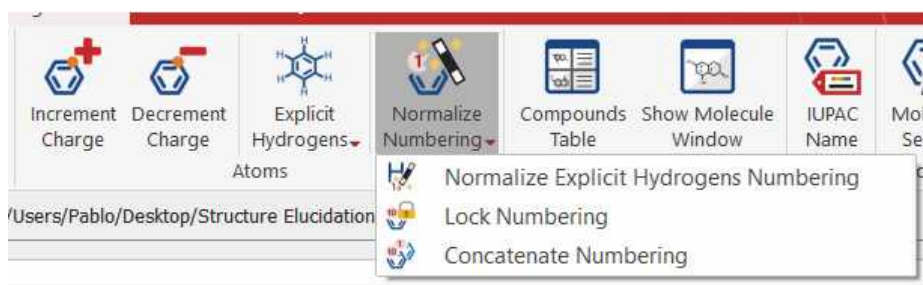 Increment Decrement Explicit Normalize Compounds Show Molecule IUPAC
Charge Charge Hydrogens Numbering Table Window Name
Atoms
Normalize Explicit Hydrogens Numbering
/Users/Pablo/Desktop/Structure Elucidation
Lock Numbering
Concatenate Numbering